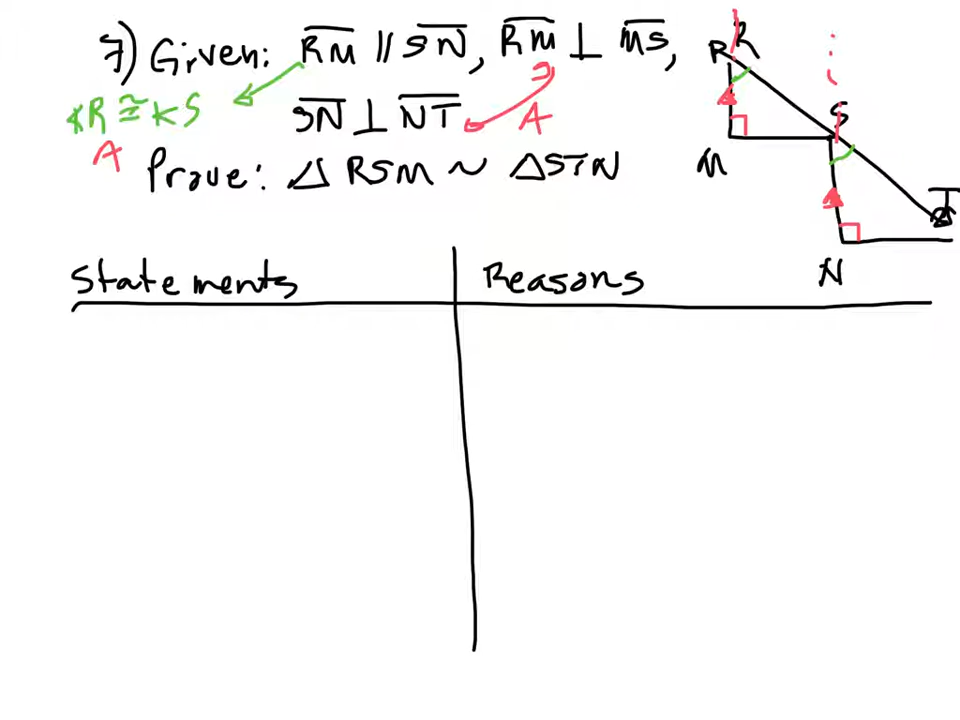 7) Given: RM ∥ SN, RM ⊥ MS,
SN ⊥ NT
∡R ≅ ∡S
A
A
Prove: △ RSM ~ △STN
R
R
S
M
T
N
Statements
Reasons